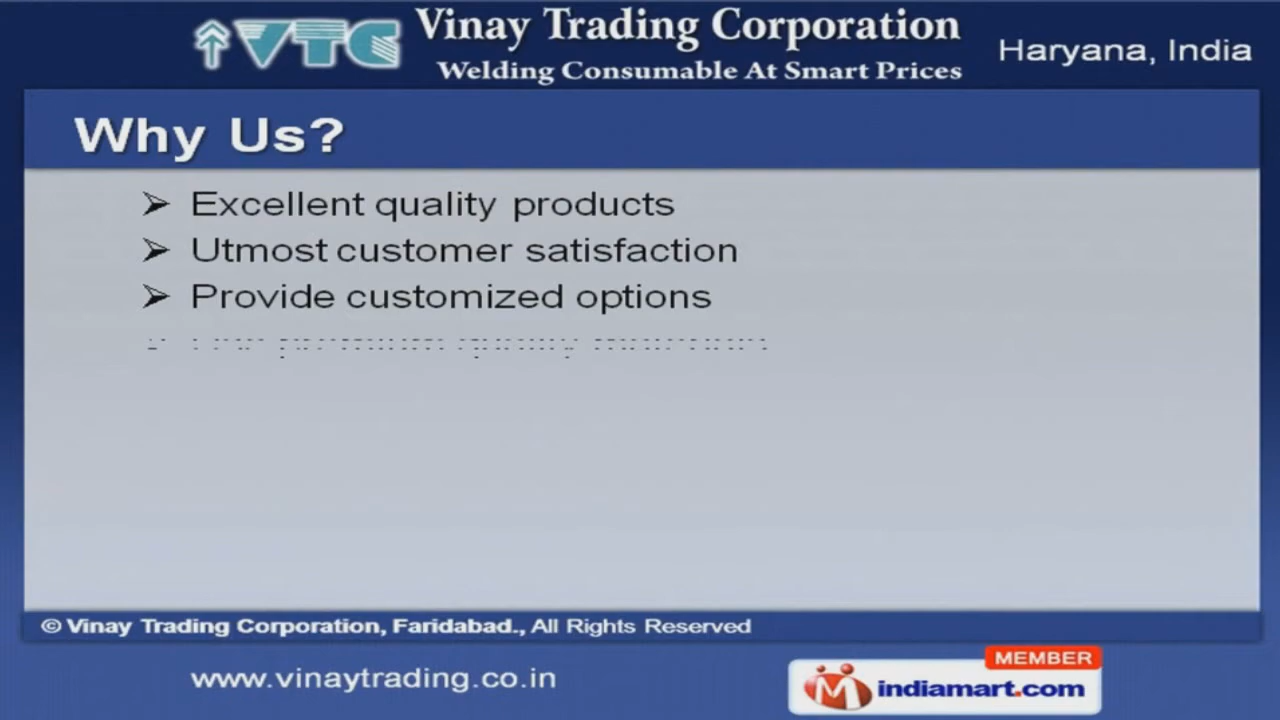 VTC
Vinay Trading Corporation
Welding Consumable At Smart Prices
Haryana, India
Why Us?
➢ Excellent quality products
➢ Utmost customer satisfaction
➢ Provide customized options
© Vinay Trading Corporation, Faridabad., All Rights Reserved
www.vinaytrading.co.in
MEMBER
indiamart.com